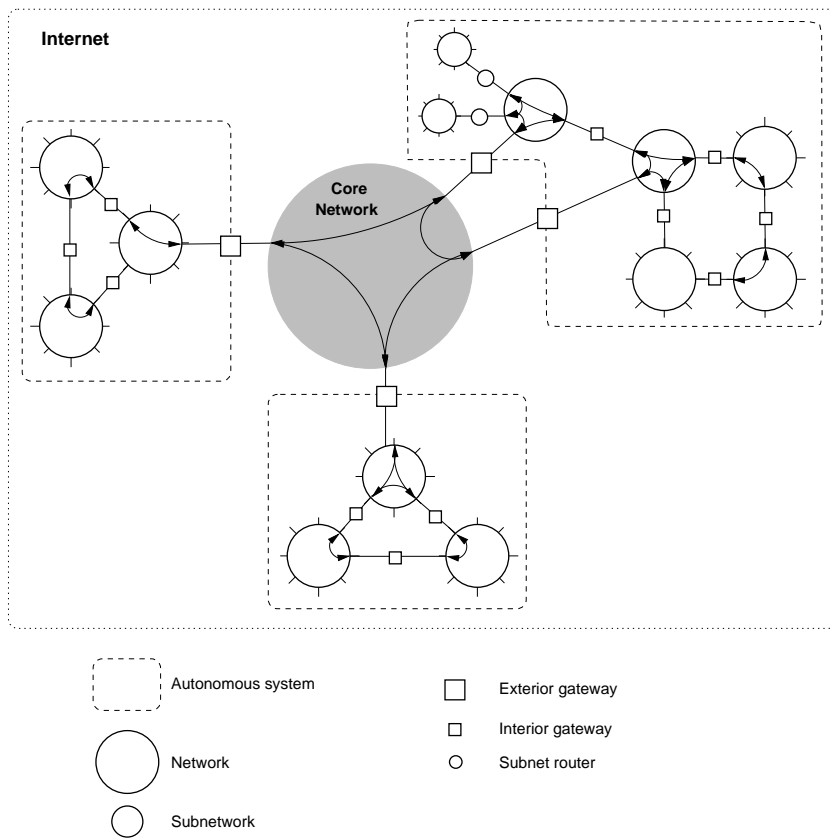 Internet
Core
Network
Autonomous system
Network
Subnetwork
Exterior gateway
Interior gateway
Subnet router